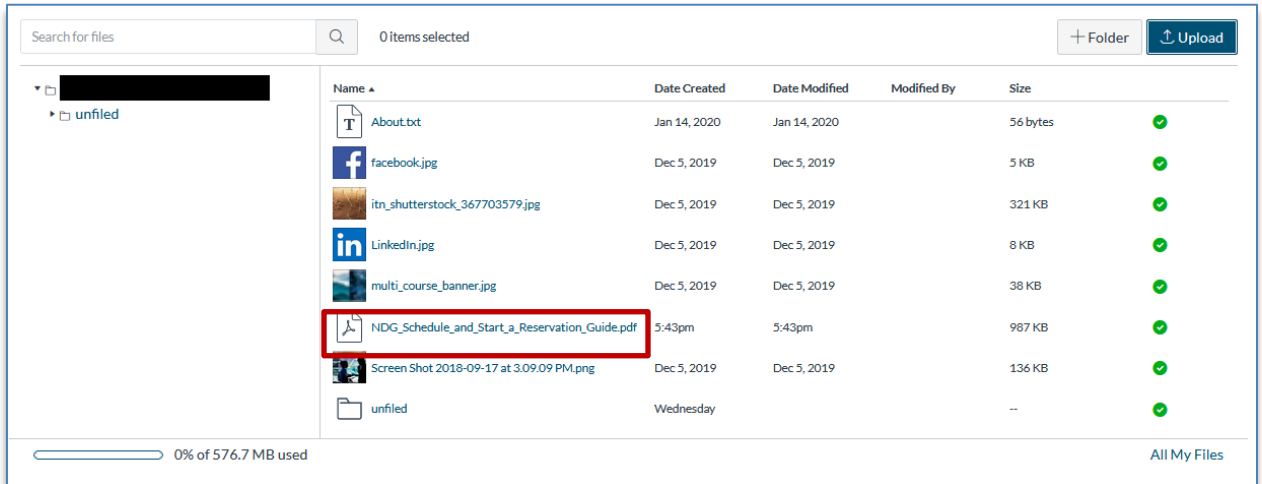 Search for files 0 items selected + Folder Upload
Name Date Created Date Modified Modified By Size
unfiled
T About.txt Jan 14, 2020 Jan 14, 2020 56 bytes
f facebook.jpg Dec 5, 2019 Dec 5, 2019 5 KB
itn_shutterstock_367703579.jpg Dec 5, 2019 Dec 5, 2019 321 KB
in LinkedIn.jpg Dec 5, 2019 Dec 5, 2019 8 KB
multi_course_banner.jpg Dec 5, 2019 Dec 5, 2019 38 KB
NDG_Schedule_and_Start_a_Reservation_Guide.pdf 5:43pm 5:43pm 987 KB
Screen Shot 2018-09-17 at 3.09.09 PM.png Dec 5, 2019 Dec 5, 2019 136 KB
unfiled Wednesday --
0% of 576.7 MB used All My Files